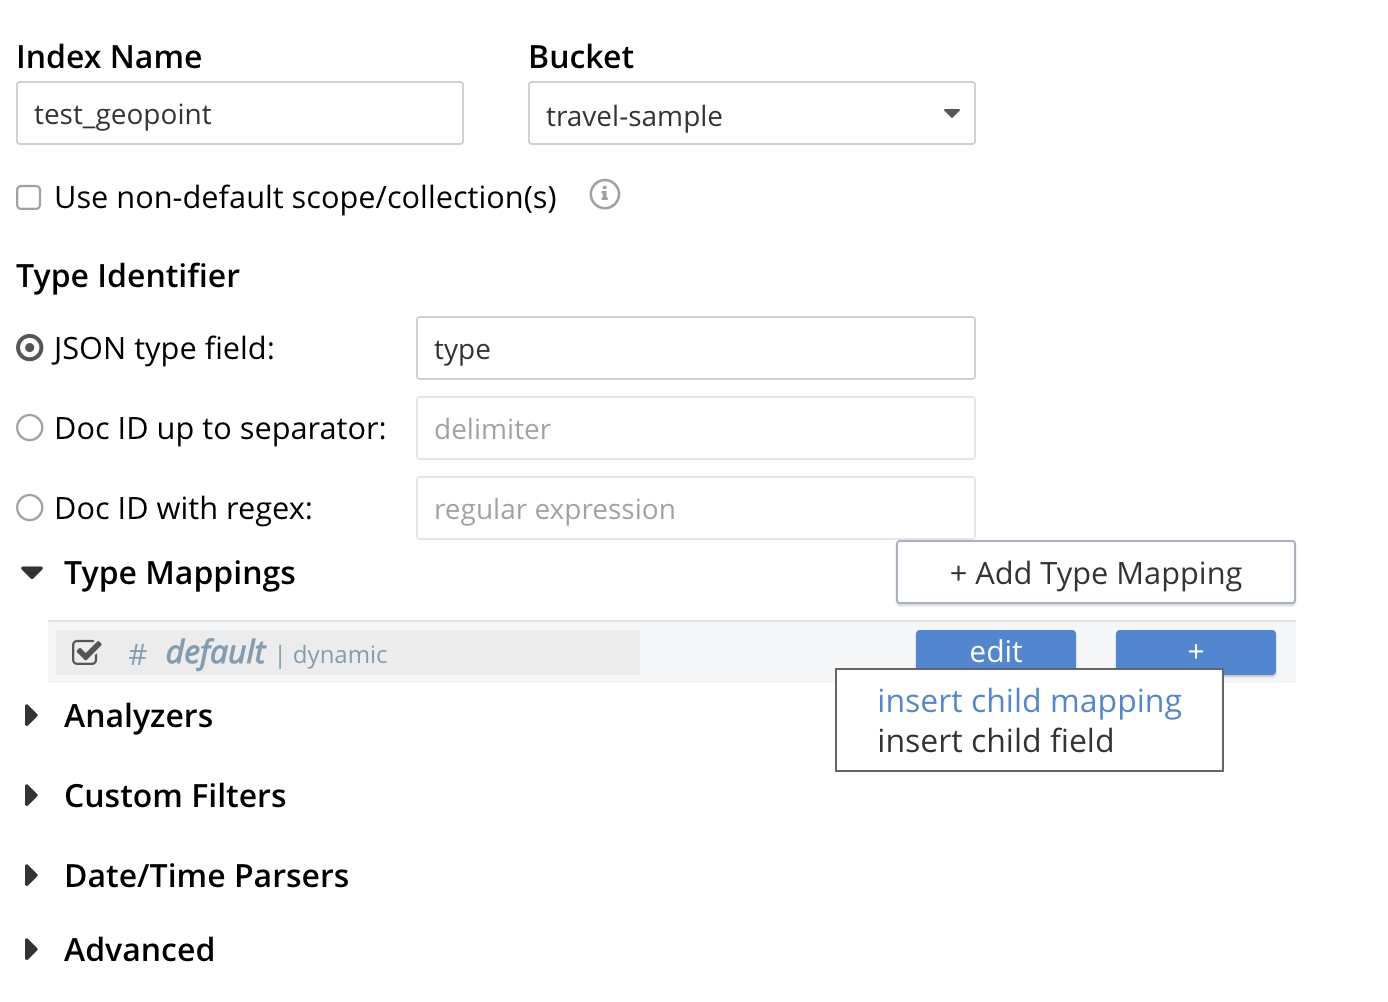 Index Name
Bucket
test_geopoint
travel-sample
Use non-default scope/collection(s)
Type Identifier
JSON type field:
type
Doc ID up to separator:
delimiter
Doc ID with regex:
regular expression
Type Mappings
+ Add Type Mapping
# default | dynamic
edit
+
insert child mapping
insert child field
Analyzers
Custom Filters
Date/Time Parsers
Advanced